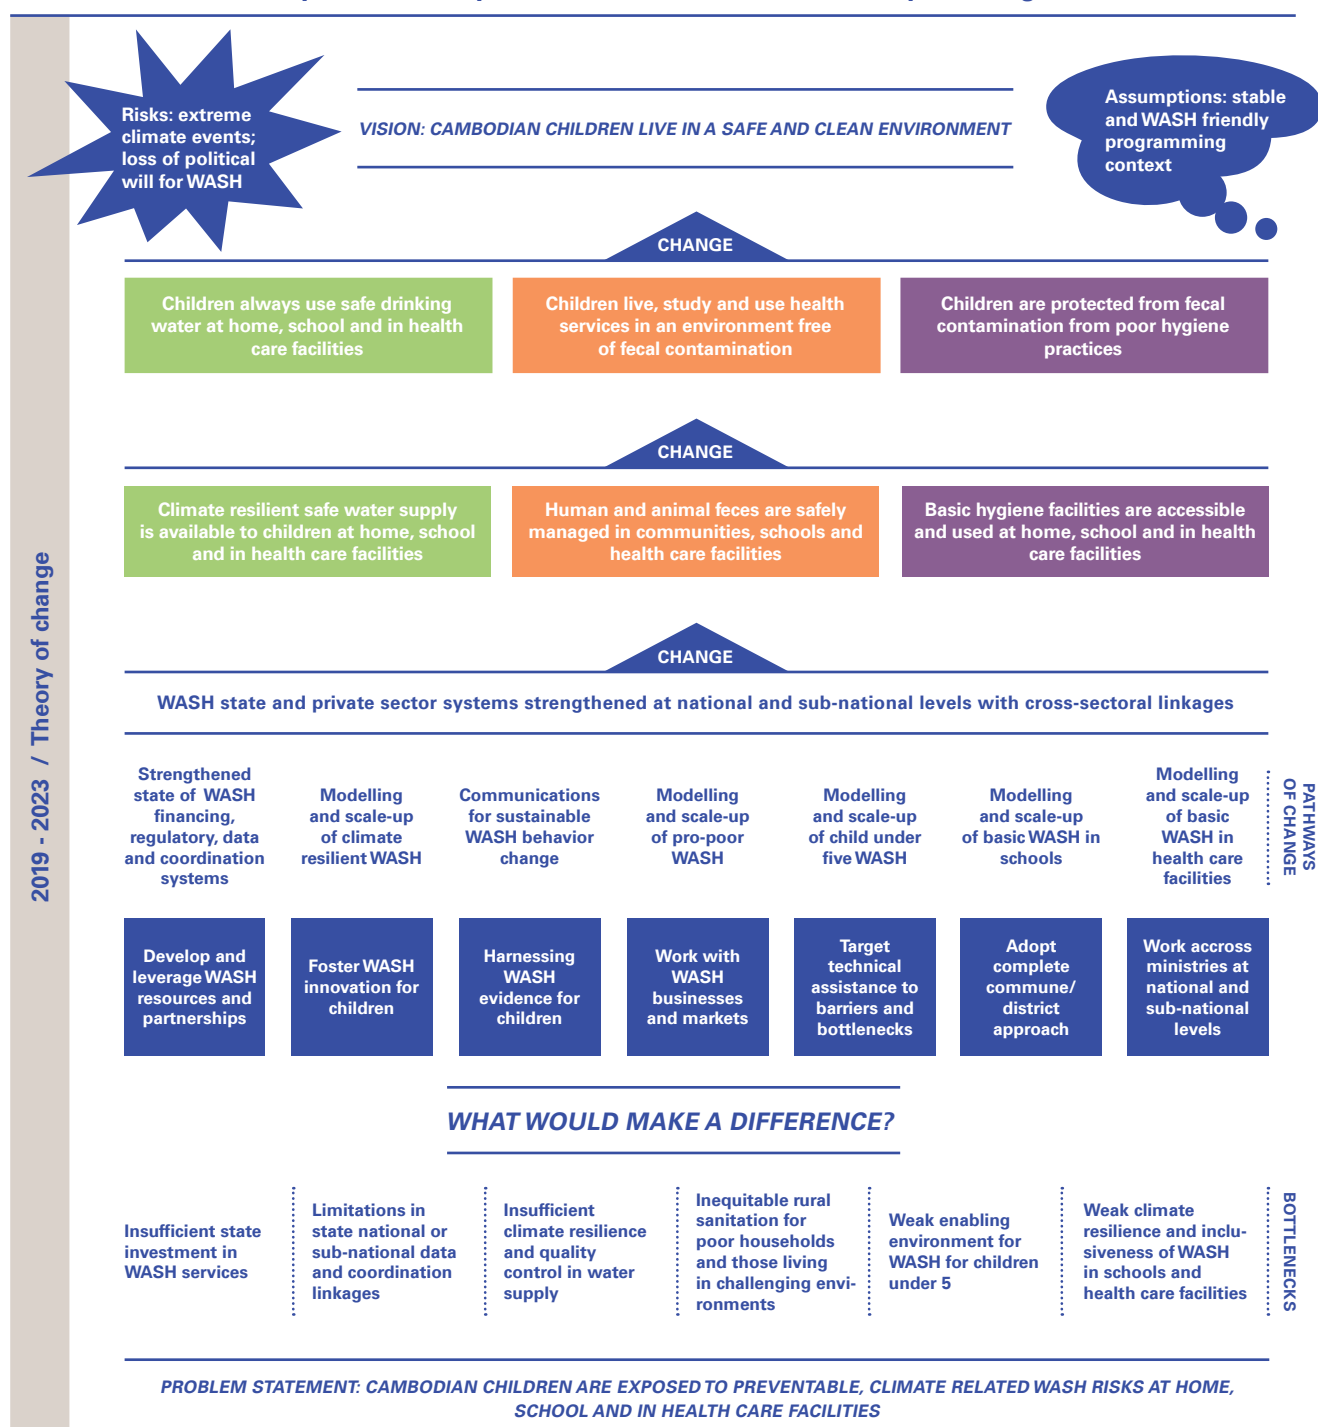 Risks: extreme
climate events;
loss of political
will for WASH
VISION: CAMBODIAN CHILDREN LIVE IN A SAFE AND CLEAN ENVIRONMENT
Assumptions: stable
and WASH friendly
programming
context
CHANGE
Children always use safe drinking
water at home, school and in health
care facilities
Children live, study and use health
services in an environment free
of fecal contamination
Children are protected from fecal
contamination from poor hygiene
practices
CHANGE
Climate resilient safe water supply
is available to children at home, school
and in health care facilities
Human and animal feces are safely
managed in communities, schools and
health care facilities
Basic hygiene facilities are accessible
and used at home, school and in health
care facilities
CHANGE
WASH state and private sector systems strengthened at national and sub-national levels with cross-sectoral linkages
2019 - 2023 / Theory of change
Strengthened
state of WASH
financing,
regulatory, data
and coordination
systems
Modelling
and scale-up
of climate
resilient WASH
Communications
for sustainable
WASH behavior
change
Modelling
and scale-up
of pro-poor
WASH
Modelling
and scale-up
of child under
five WASH
Modelling
and scale-up
of basic WASH in
schools
Modelling
and scale-up
of basic
WASH in
health care
facilities
PATHWAYS
OF CHANGE
Develop and
leverage WASH
resources and
partnerships
Foster WASH
innovation for
children
Harnessing
WASH
evidence for
children
Work with
WASH
businesses
and markets
Target
technical
assistance to
barriers and
bottlenecks
Adopt
complete
commune/
district
approach
Work accross
ministries at
national and
sub-national
levels
WHAT WOULD MAKE A DIFFERENCE?
Insufficient state
investment in
WASH services
Limitations in
state national or
sub-national data
and coordination
linkages
Insufficient
climate resilience
and quality
control in water
supply
Inequitable rural
sanitation for
poor households
and those living
in challenging envi-
ronments
Weak enabling
environment for
WASH for children
under 5
Weak climate
resilience and inclu-
siveness of WASH
in schools and
health care facilities
BOTTLENECKS
PROBLEM STATEMENT: CAMBODIAN CHILDREN ARE EXPOSED TO PREVENTABLE, CLIMATE RELATED WASH RISKS AT HOME,
SCHOOL AND IN HEALTH CARE FACILITIES